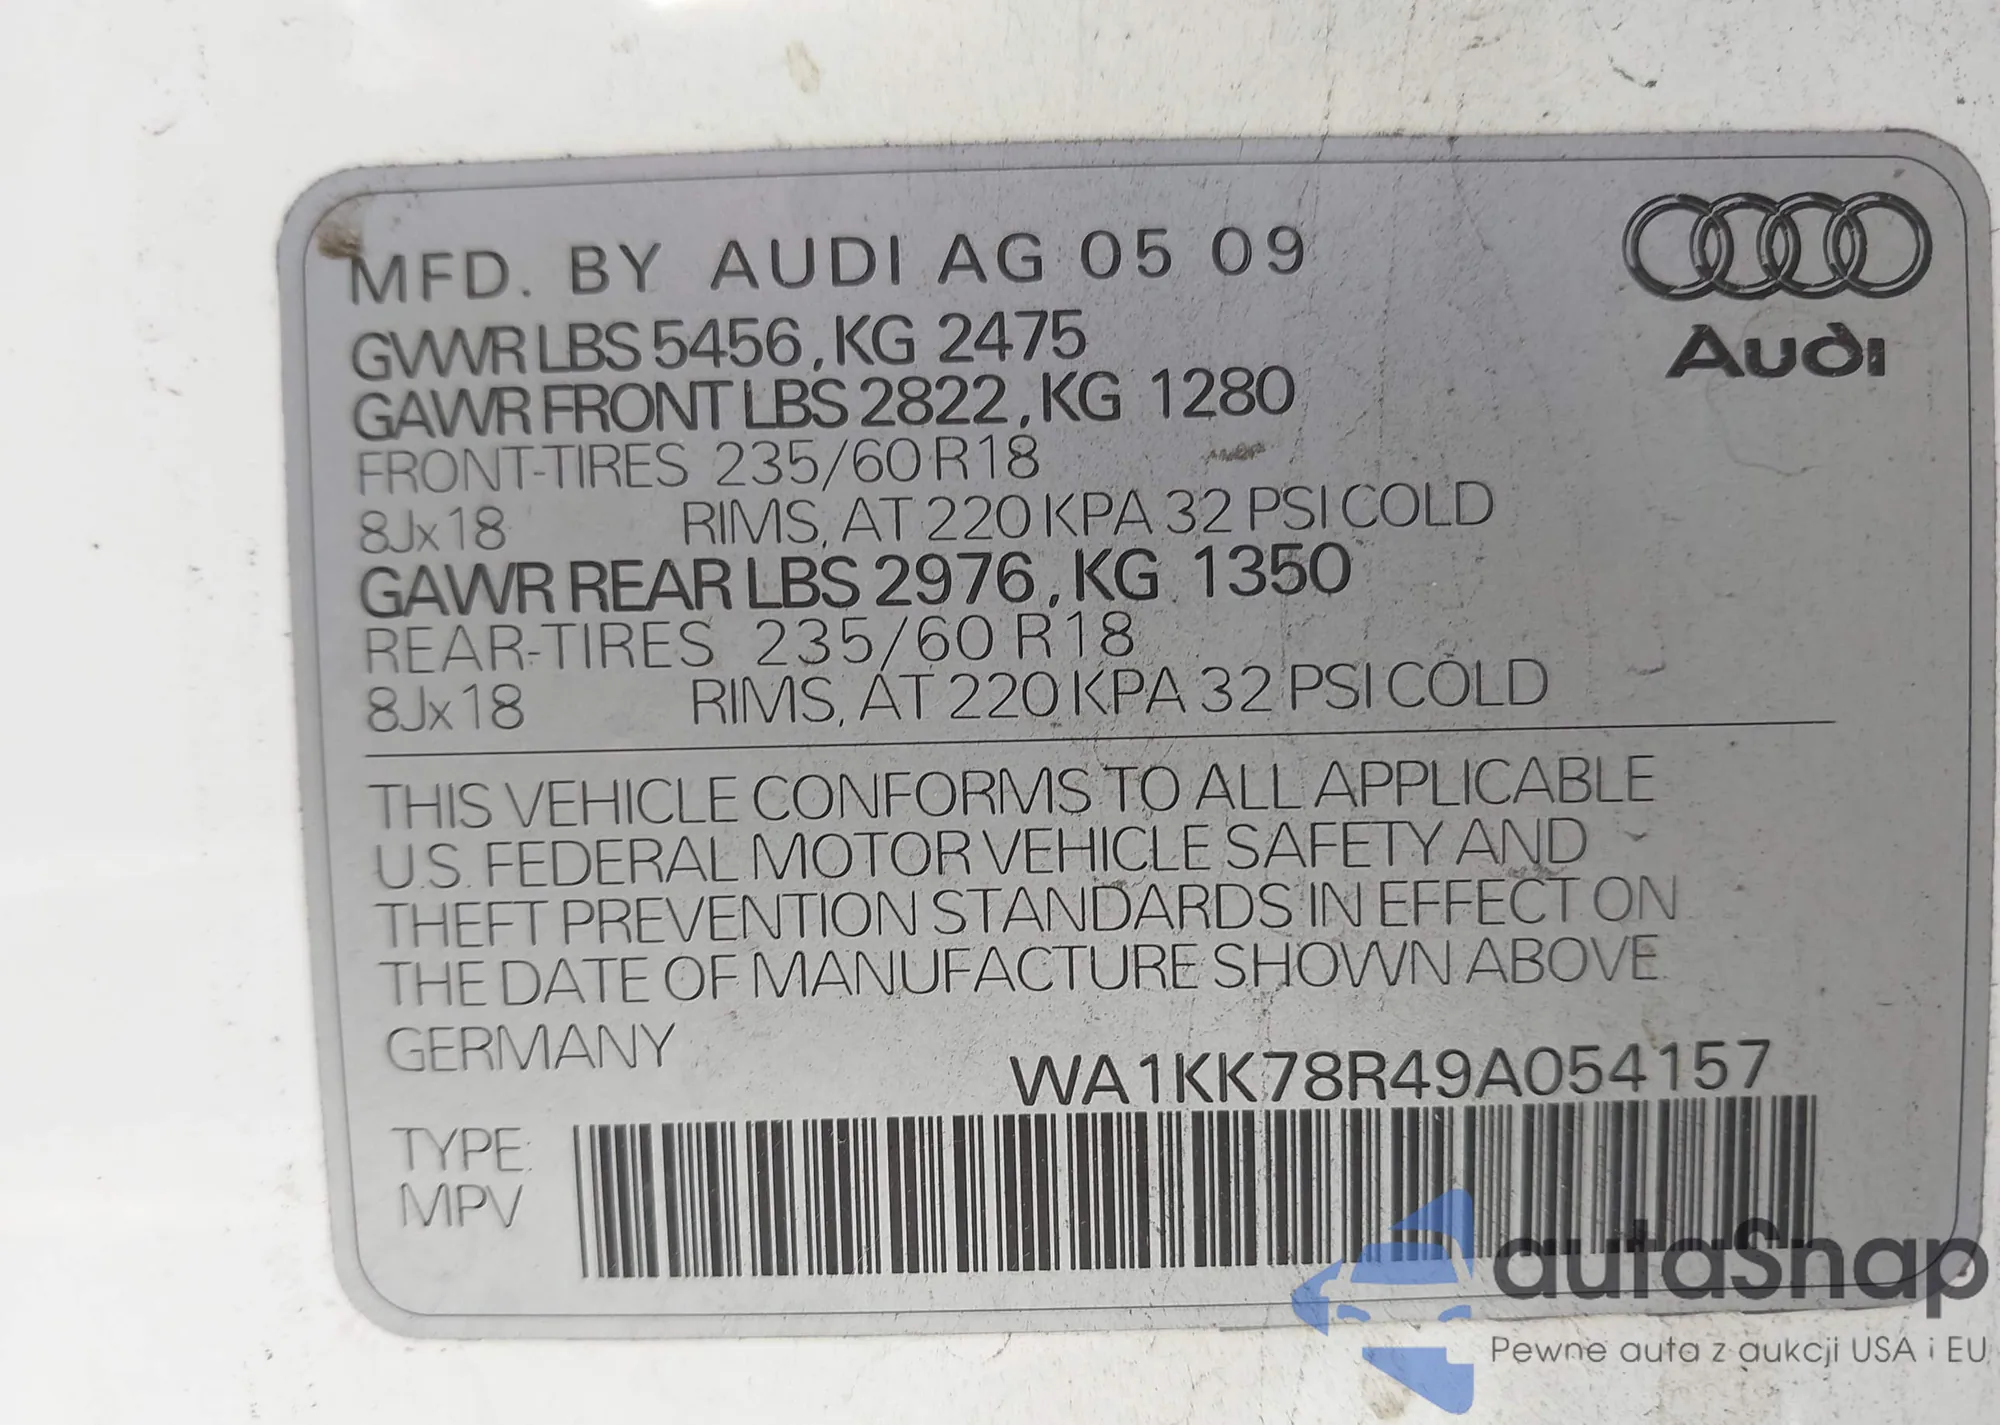 MFD. BY AUDI AG 05 09
GVWR LBS 5456, KG 2475
GAWR FRONT LBS 2822, KG 1280
FRONT-TIRES 235/60 R18
8Jx18 RIMS, AT 220 KPA 32 PSI COLD
GAWR REAR LBS 2976, KG 1350
REAR-TIRES 235/60 R18
8Jx18 RIMS, AT 220 KPA 32 PSI COLD
Audi
THIS VEHICLE CONFORMS TO ALL APPLICABLE
U.S. FEDERAL MOTOR VEHICLE SAFETY AND
THEFT PREVENTION STANDARDS IN EFFECT ON
THE DATE OF MANUFACTURE SHOWN ABOVE.
GERMANY
WA1KK78R49A054157
TYPE:
MPV
autaSnap
Pewne auta z aukcji USA i EU